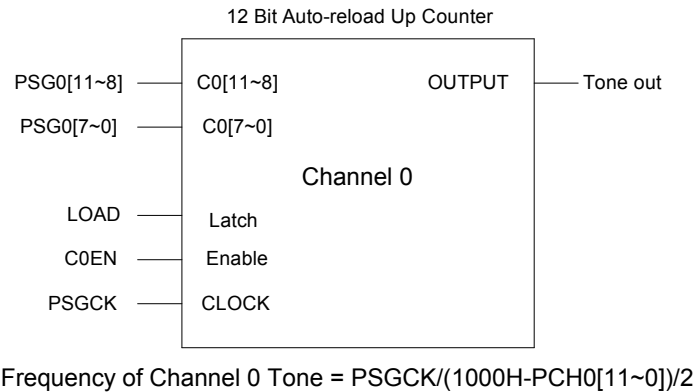 12 Bit Auto-reload Up Counter
PSG0[11~8] C0[11~8] OUTPUT Tone out
PSG0[7~0] C0[7~0]
Channel 0
LOAD Latch
C0EN Enable
PSGCK CLOCK
Frequency of Channel 0 Tone = PSGCK/(1000H-PCH0[11~0])/2